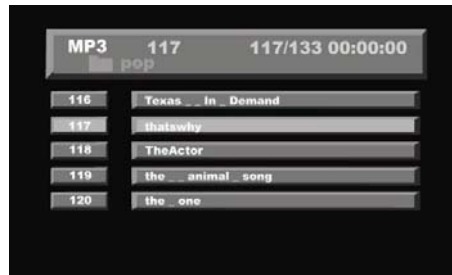 MP3 117 117/133 00:00:00
pop
116 Texas _ _ In _ Demand
117 thatswhy
118 TheActor
119 the _ _ animal _ song
120 the _ one